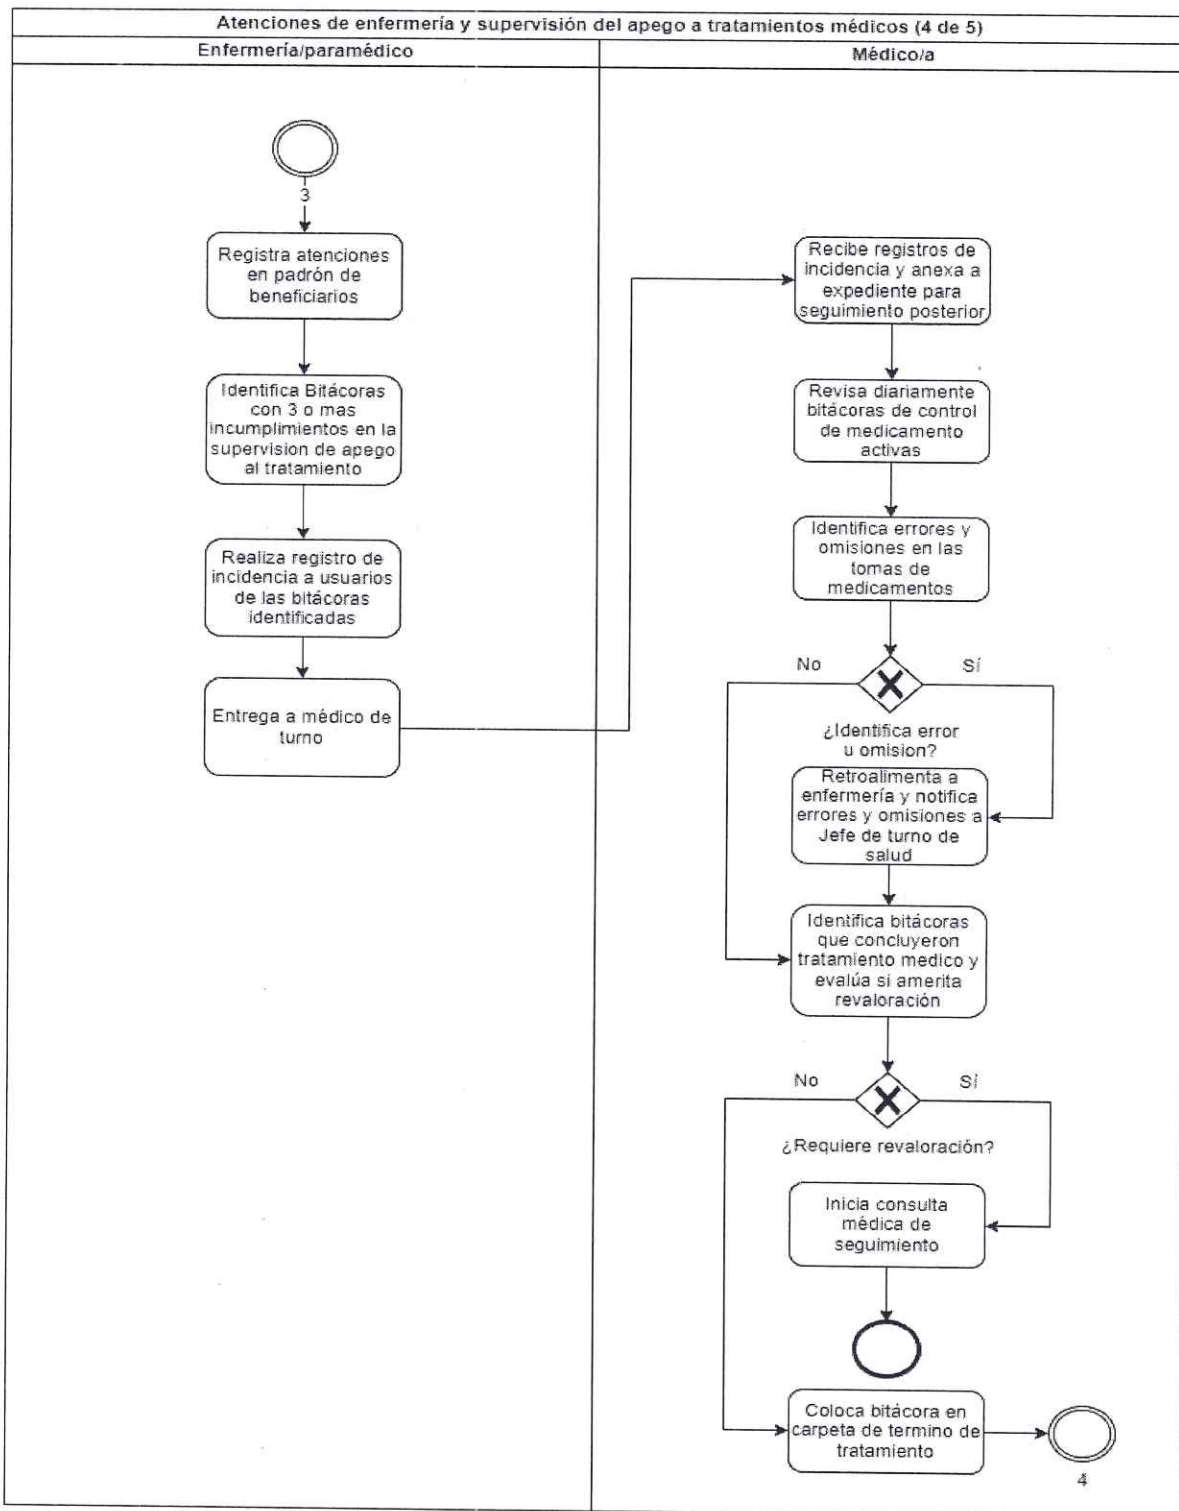 Atenciones de enfermería y supervisión del apego a tratamientos médicos (4 de 5)
Enfermería/paramédico
Médico/a
3
Registra atenciones
en padrón de
beneficiarios
Identifica Bitácoras
con 3 o mas
incumplimientos en la
supervision de apego
al tratamiento
Realiza registro de
incidencia a usuarios
de las bitácoras
identificadas
Entrega a médico de
turno
Recibe registros de
incidencia y anexa a
expediente para
seguimiento posterior
Revisa diariamente
bitácoras de control
de medicamento
activas
Identifica errores y
omisiones en las
tomas de
medicamentos
No
Sí
¿Identifica error
u omision?
Retroalimenta a
enfermería y notifica
errores y omisiones a
Jefe de turno de
salud
Identifica bitácoras
que concluyeron
tratamiento medico y
evalúa si amerita
revaloración
No
Sí
¿Requiere revaloración?
Inicia consulta
médica de
seguimiento
Coloca bitácora en
carpeta de termino de
tratamiento
4